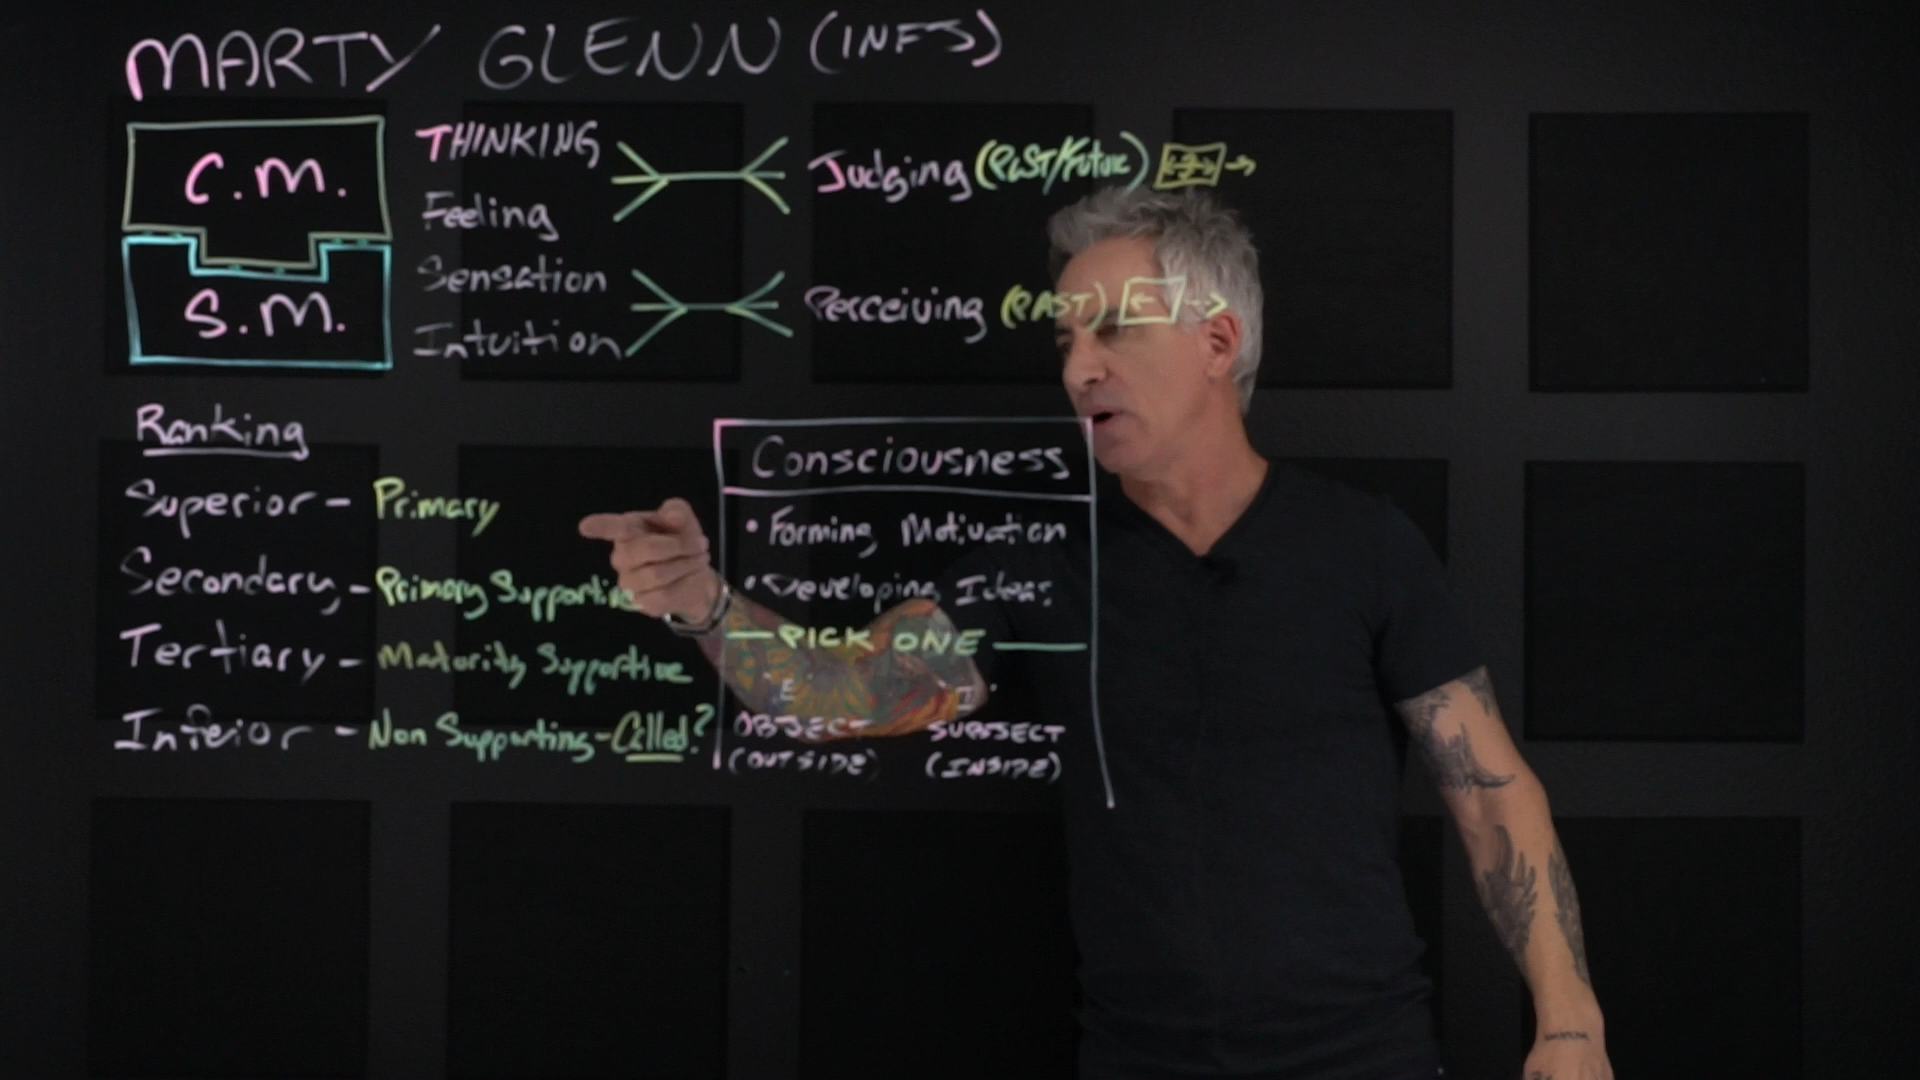 MARTY GLENN (INFJ)
C.M.
S.M.
THINKING
Feeling
Sensation
Intuition
Judging (PAST/Future)
Perceiving (PAST)
Ranking
Superior - Primary
Secondary - Primary Supportive
Tertiary - Maturity Supportive
Inferior - Non Supporting - Called?
Consciousness
• Forming Motivation
• Developing Ideas
PICK ONE
"E" "I"
OBJECT SUBJECT
(OUTSIDE) (INSIDE)